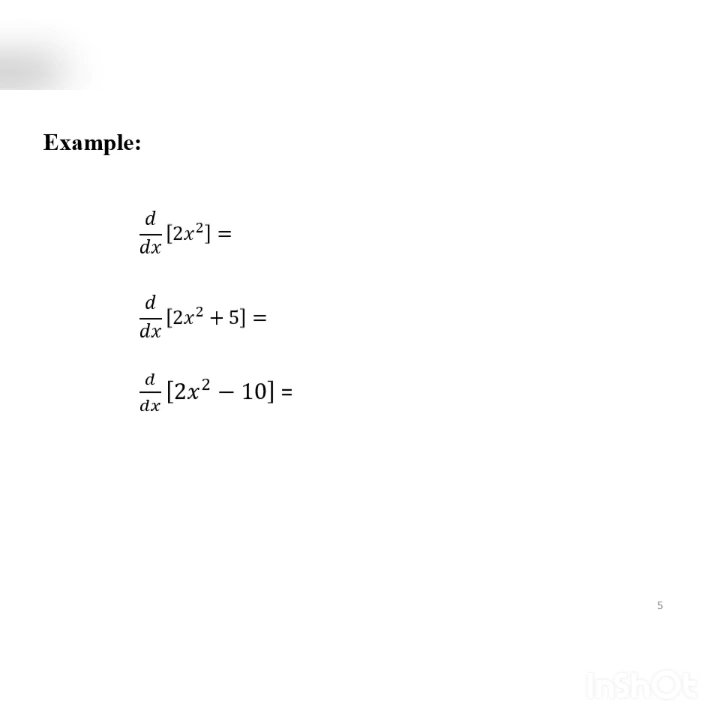 Example:
d/dx [2x²] =
d/dx [2x² + 5] =
d/dx [2x² − 10] =
5
InShOt